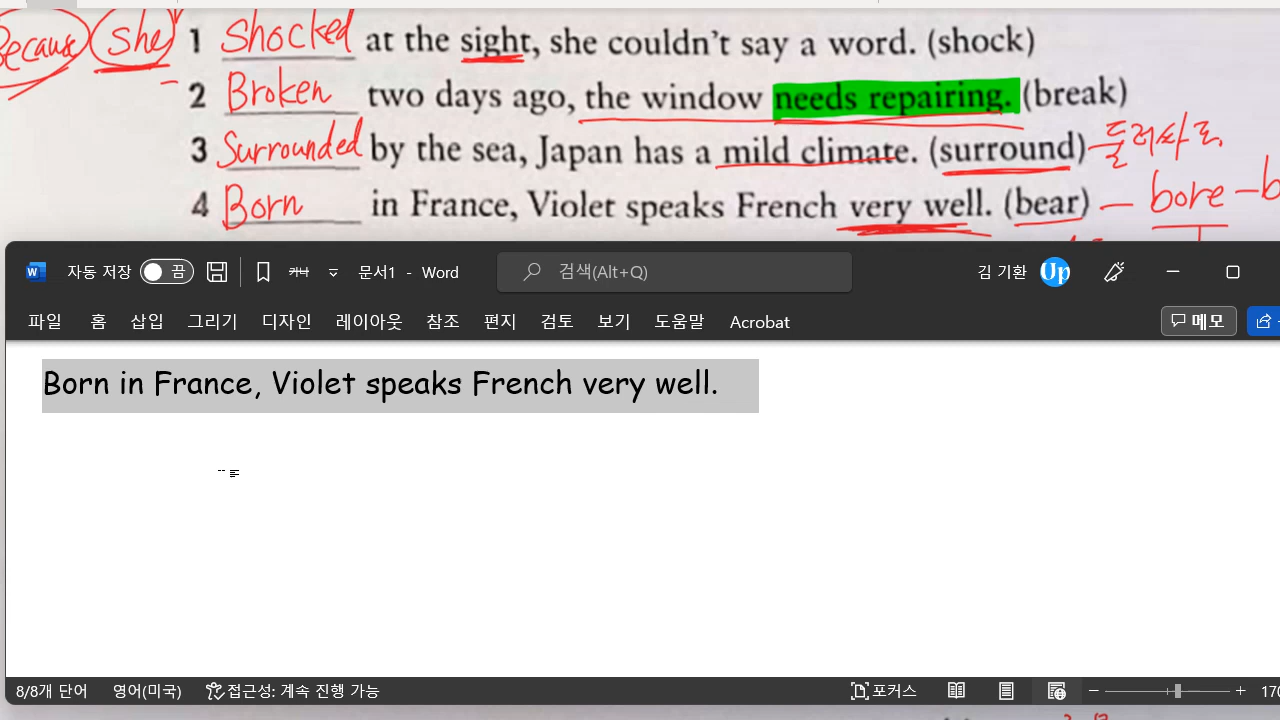 Because she 1 Shocked at the sight, she couldn't say a word. (shock)
2 Broken two days ago, the window needs repairing. (break)
3 Surrounded by the sea, Japan has a mild climate. (surround) - 둘러싸다
4 Born in France, Violet speaks French very well. (bear) - bore - b
자동 저장 끔 가나 문서1 - Word 검색(Alt+Q) 김 기환 Up
파일 홈 삽입 그리기 디자인 레이아웃 참조 편지 검토 보기 도움말 Acrobat 메모
Born in France, Violet speaks French very well.
8/8개 단어 영어(미국) 접근성: 계속 진행 가능 포커스 - + 170